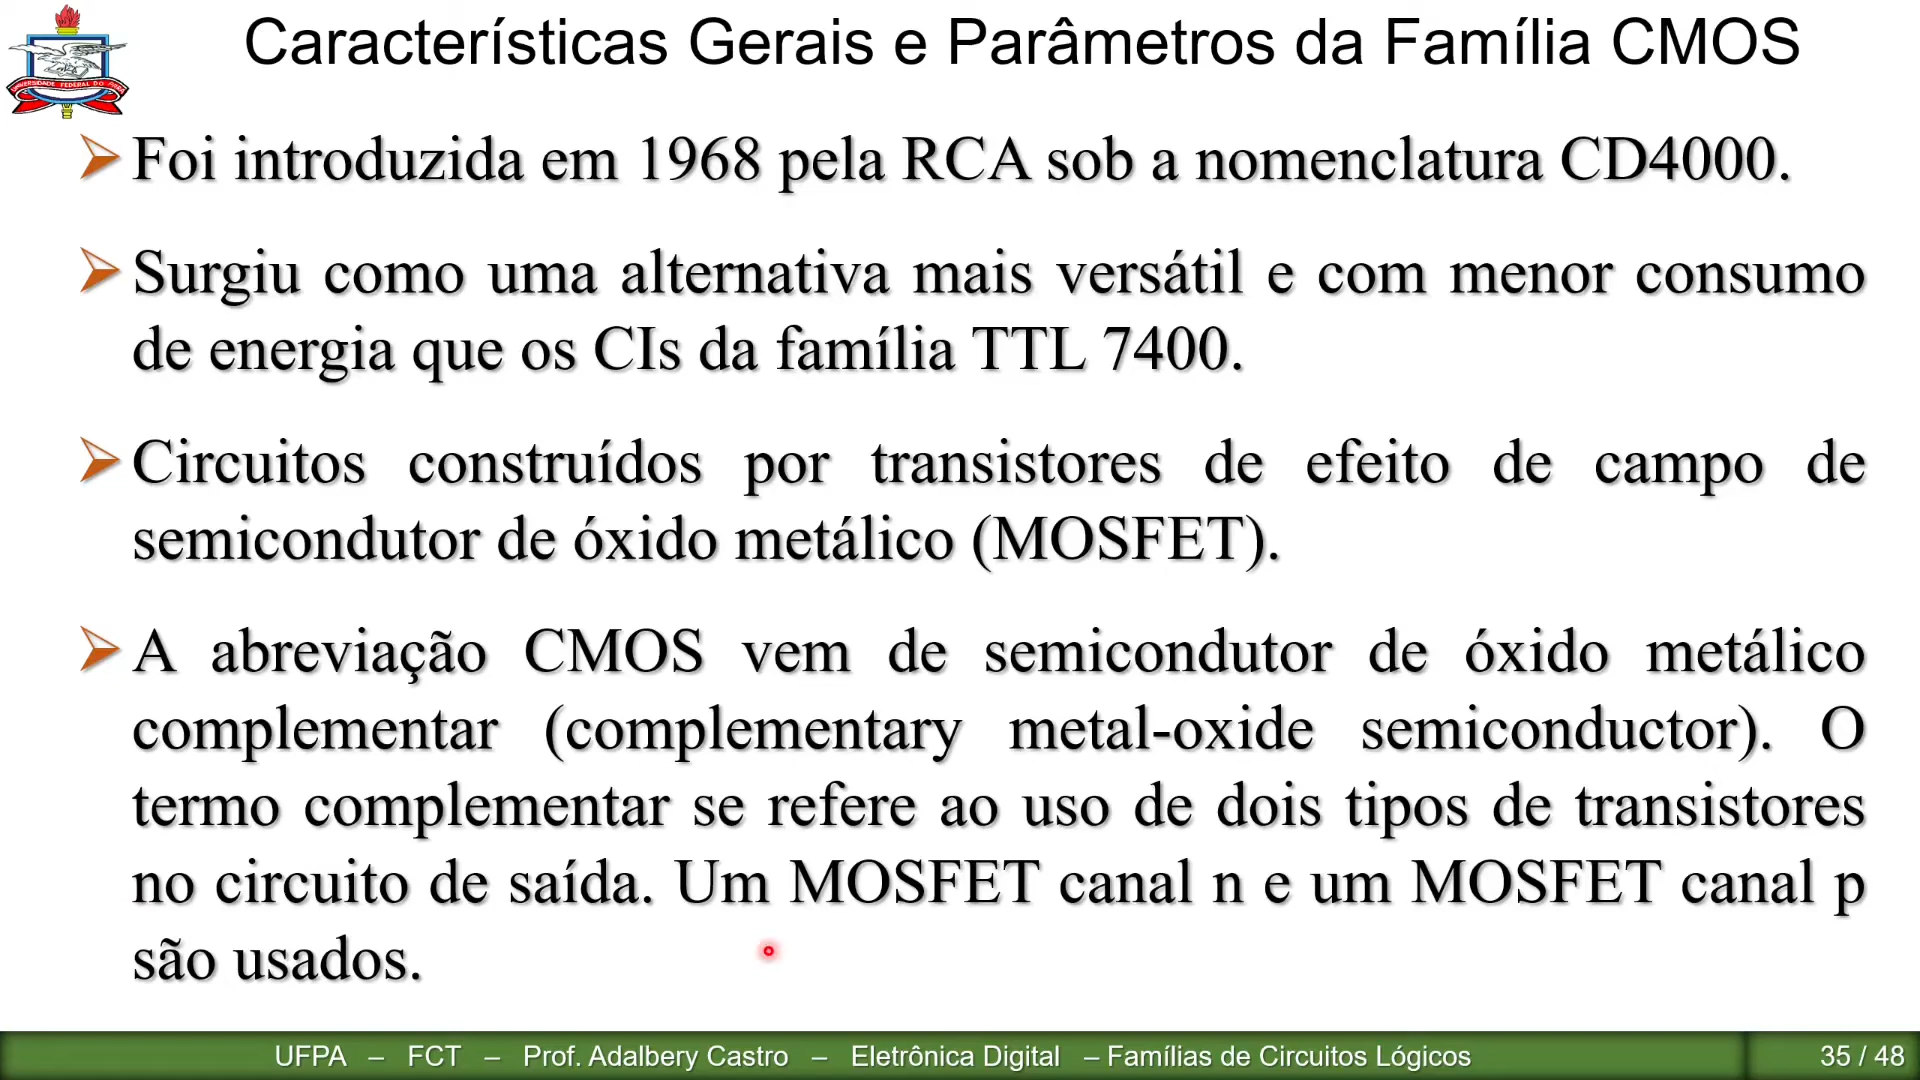 Características Gerais e Parâmetros da Família CMOS
UNIVERSIDADE FEDERAL DO PARÁ
Foi introduzida em 1968 pela RCA sob a nomenclatura CD4000.
Surgiu como uma alternativa mais versátil e com menor consumo
de energia que os CIs da família TTL 7400.
Circuitos construídos por transistores de efeito de campo de
semicondutor de óxido metálico (MOSFET).
A abreviação CMOS vem de semicondutor de óxido metálico
complementar (complementary metal-oxide semiconductor). O
termo complementar se refere ao uso de dois tipos de transistores
no circuito de saída. Um MOSFET canal n e um MOSFET canal p
são usados.
UFPA – FCT – Prof. Adalbery Castro – Eletrônica Digital – Famílias de Circuitos Lógicos
35 / 48